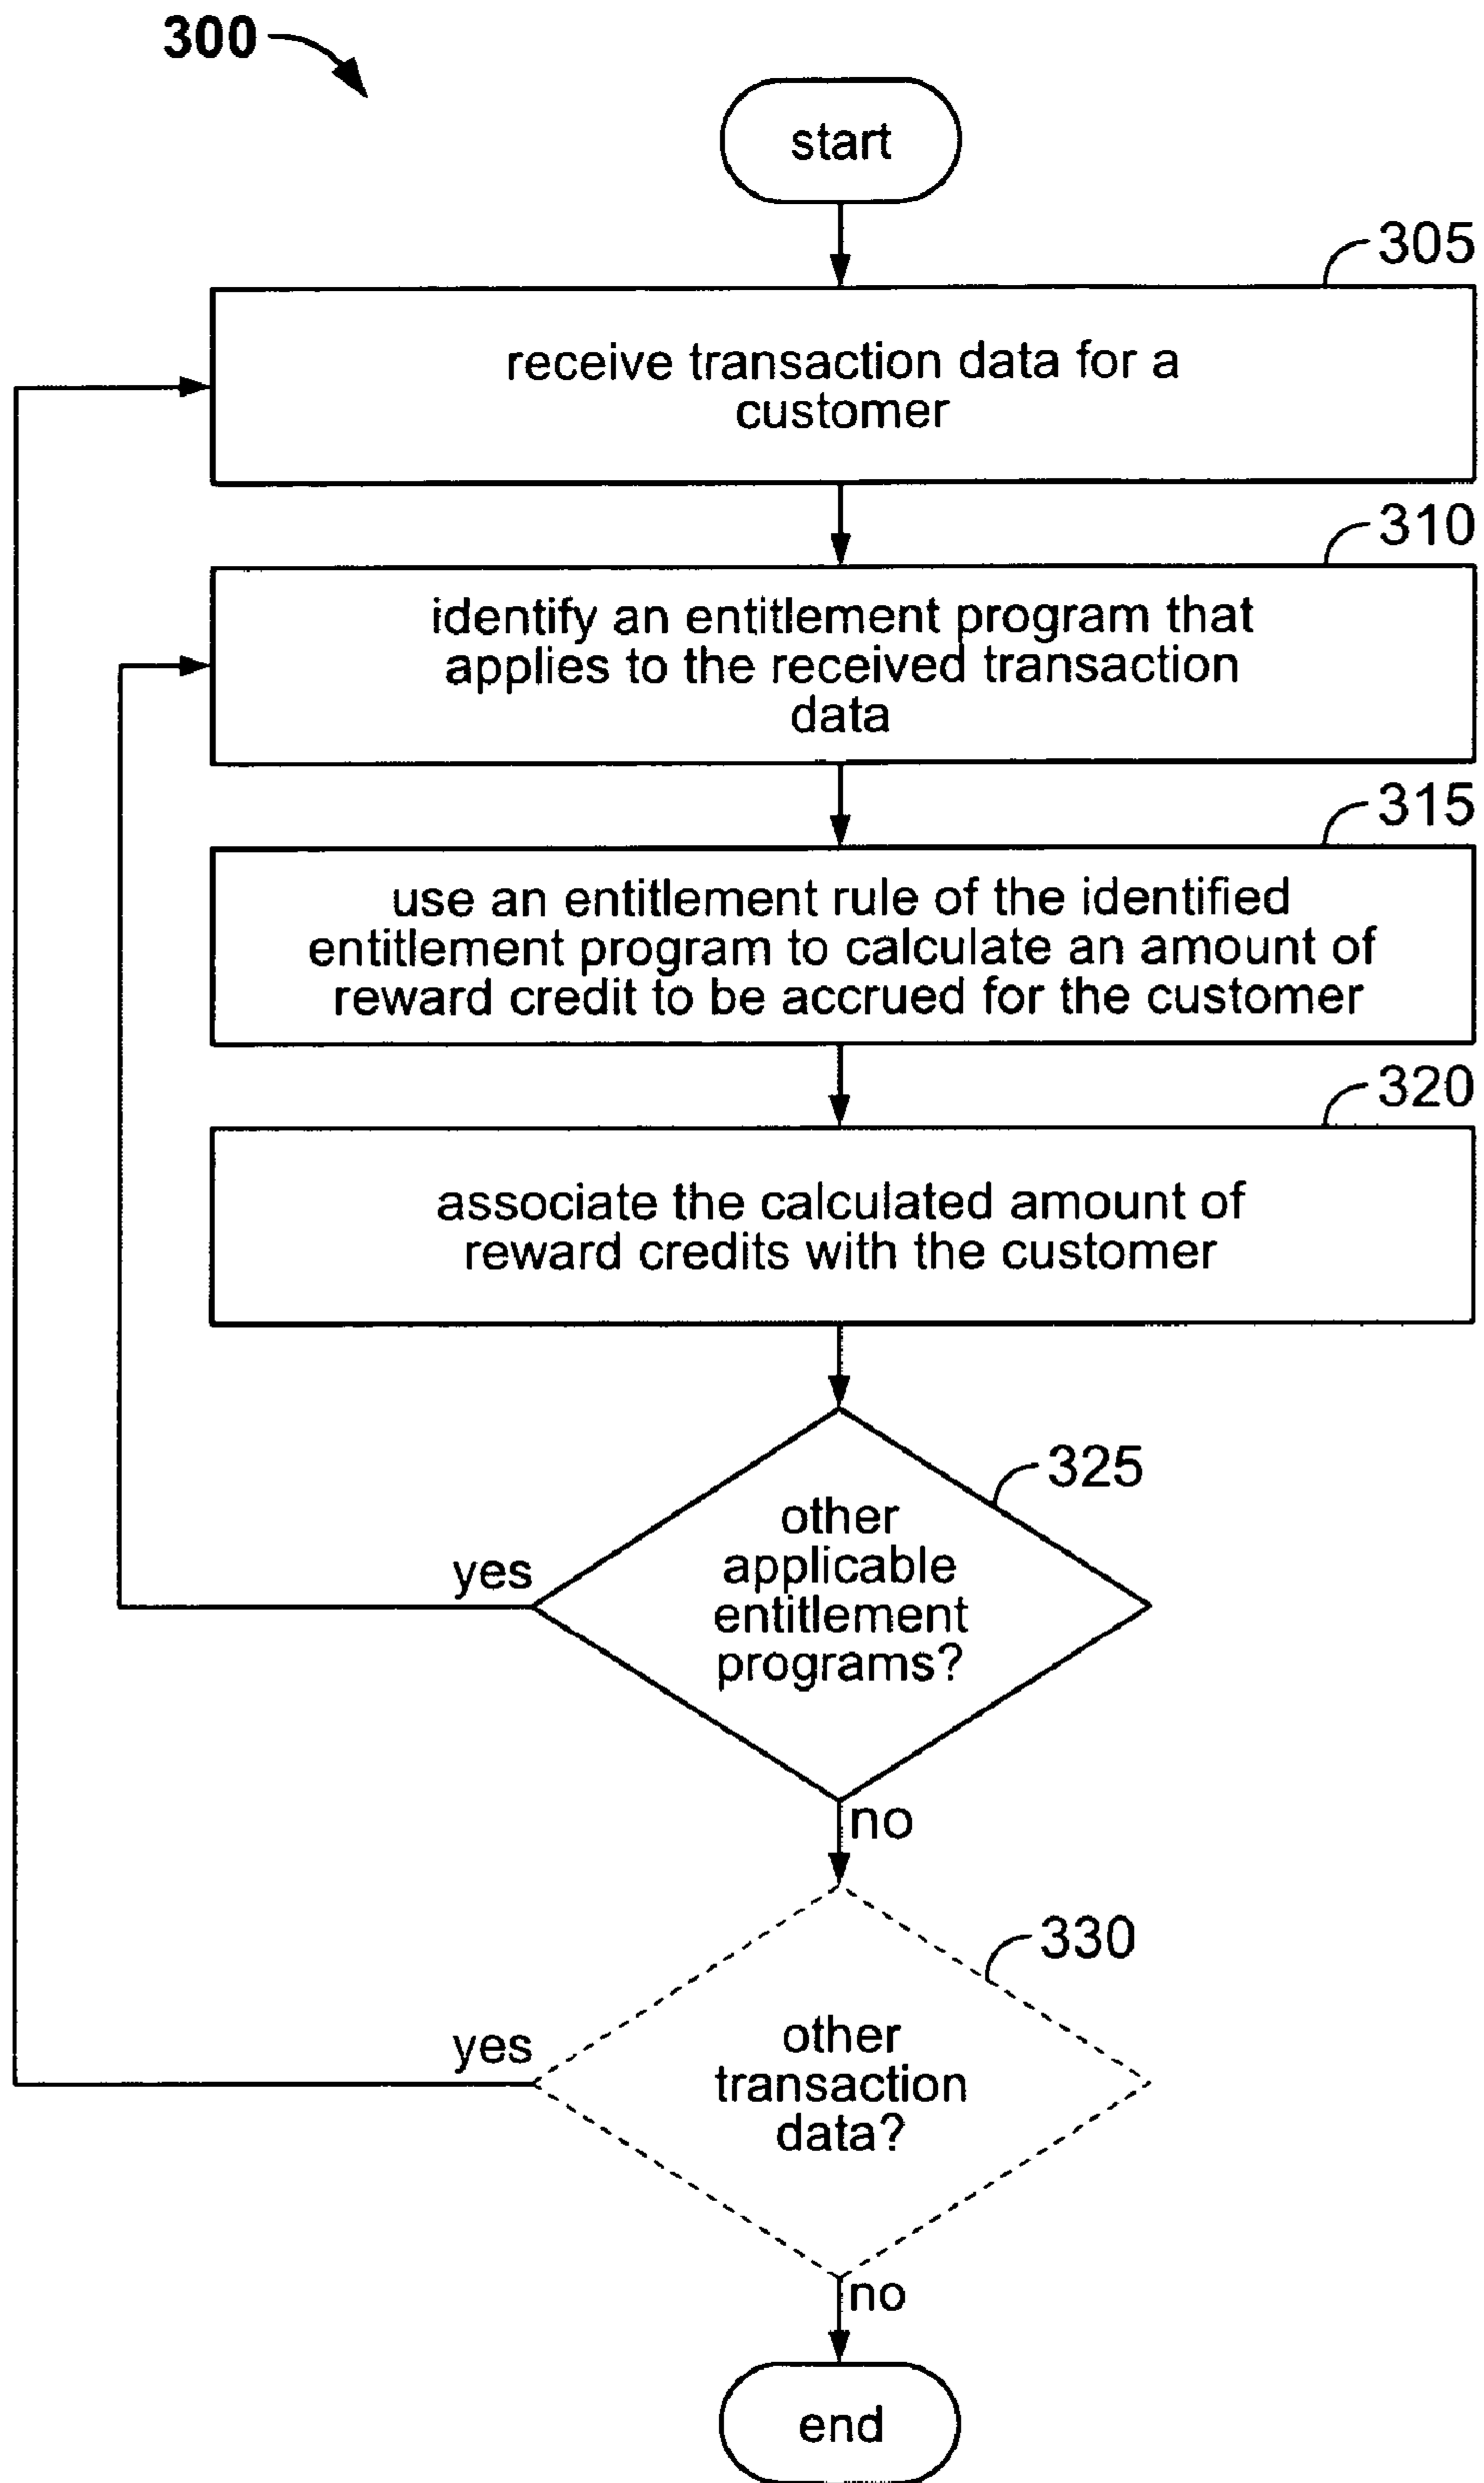 300
start
305
receive transaction data for a
customer
310
identify an entitlement program that
applies to the received transaction
data
315
use an entitlement rule of the identified
entitlement program to calculate an amount of
reward credit to be accrued for the customer
320
associate the calculated amount of
reward credits with the customer
325
other
applicable
entitlement
programs?
yes
no
330
other
transaction
data?
yes
no
end